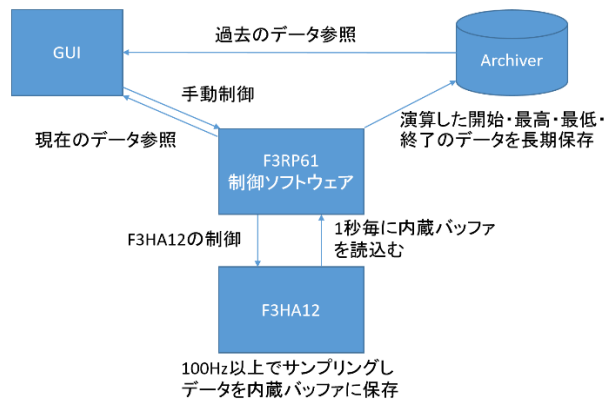 過去のデータ参照
GUI
Archiver
手動制御
現在のデータ参照
演算した開始・最高・最低・
終了のデータを長期保存
F3RP61
制御ソフトウェア
F3HA12の制御
1秒毎に内蔵バッファ
を読込む
F3HA12
100Hz以上でサンプリングし
データを内蔵バッファに保存